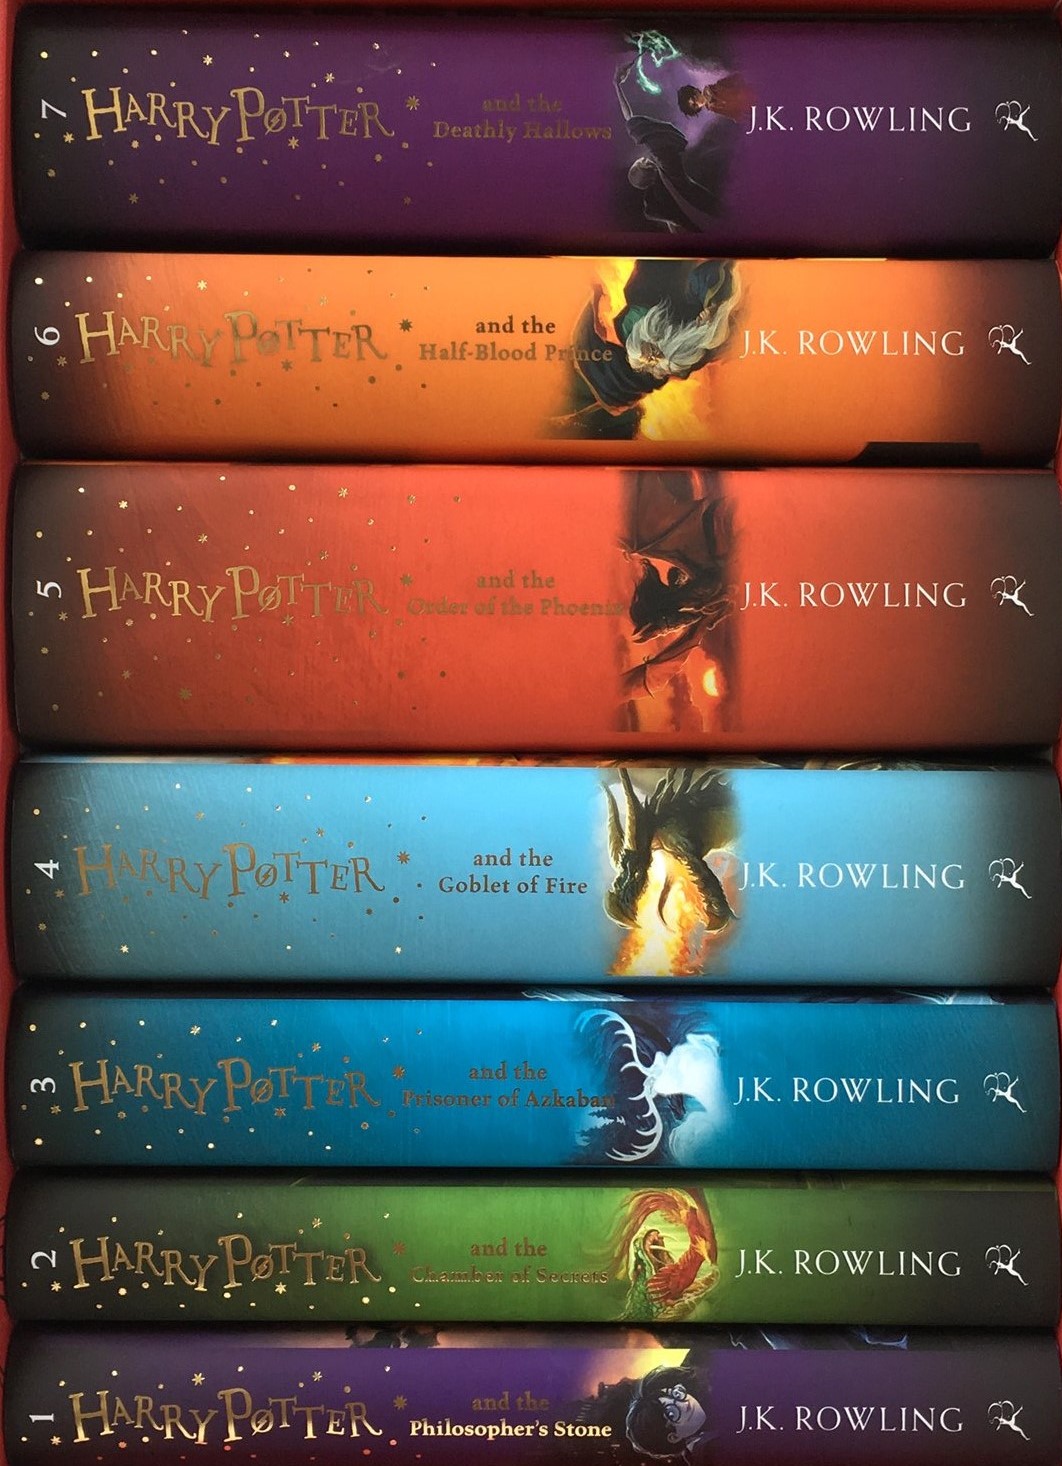 7
HARRY POTTER
and the
Deathly Hallows
J.K. ROWLING
6
HARRY POTTER
and the
Half-Blood Prince
J.K. ROWLING
5
HARRY POTTER
and the
Order of the Phoenix
J.K. ROWLING
4
HARRY POTTER
and the
Goblet of Fire
J.K. ROWLING
3
HARRY POTTER
and the
Prisoner of Azkaban
J.K. ROWLING
2
HARRY POTTER
and the
Chamber of Secrets
J.K. ROWLING
1
HARRY POTTER
and the
Philosopher's Stone
J.K. ROWLING